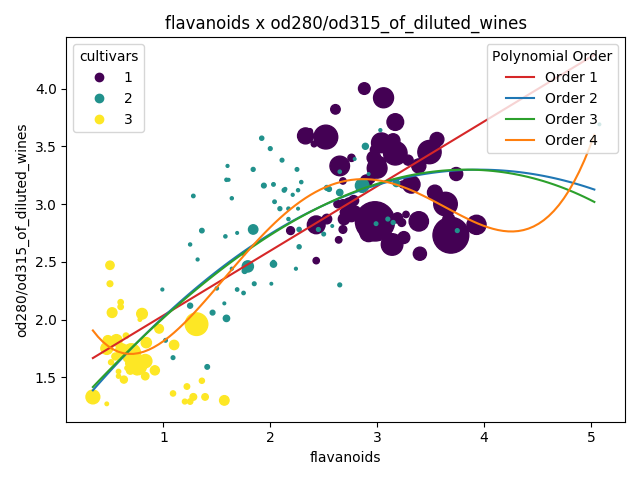 flavanoids x od280/od315_of_diluted_wines
cultivars
1
2
3
Polynomial Order
Order 1
Order 2
Order 3
Order 4
od280/od315_of_diluted_wines
4.0
3.5
3.0
2.5
2.0
1.5
1 2 3 4 5
flavanoids